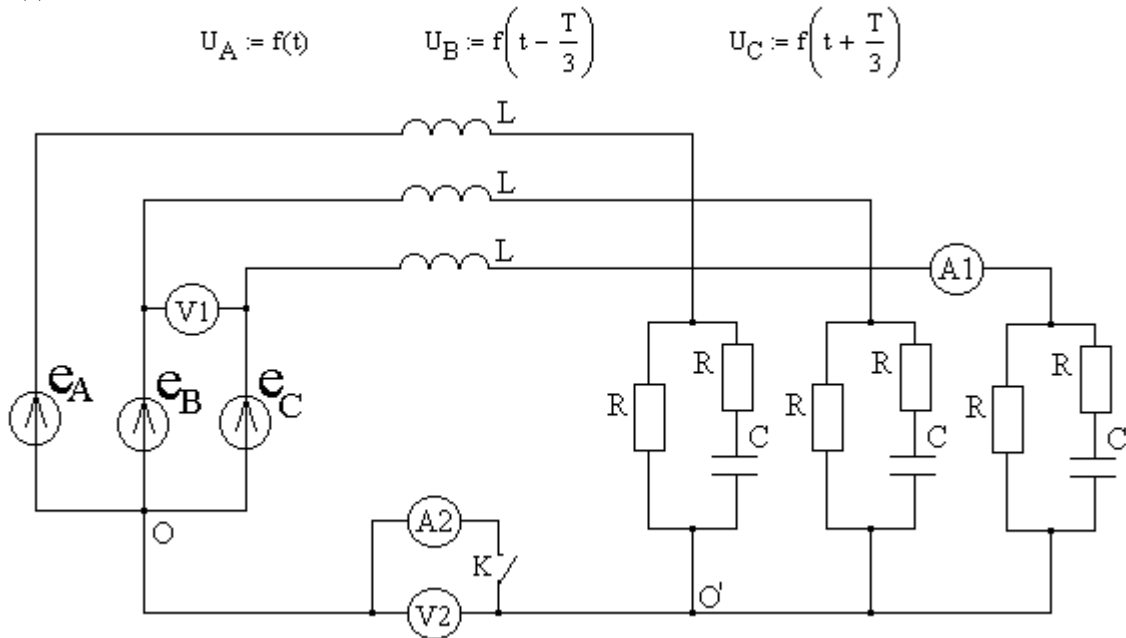 U_A := f(t) U_B := f(t - T/3) U_C := f(t + T/3)
L
L
L
A1
V1
e_A e_B e_C
R R R R R R
C C C
O
A2
K
V2
O'